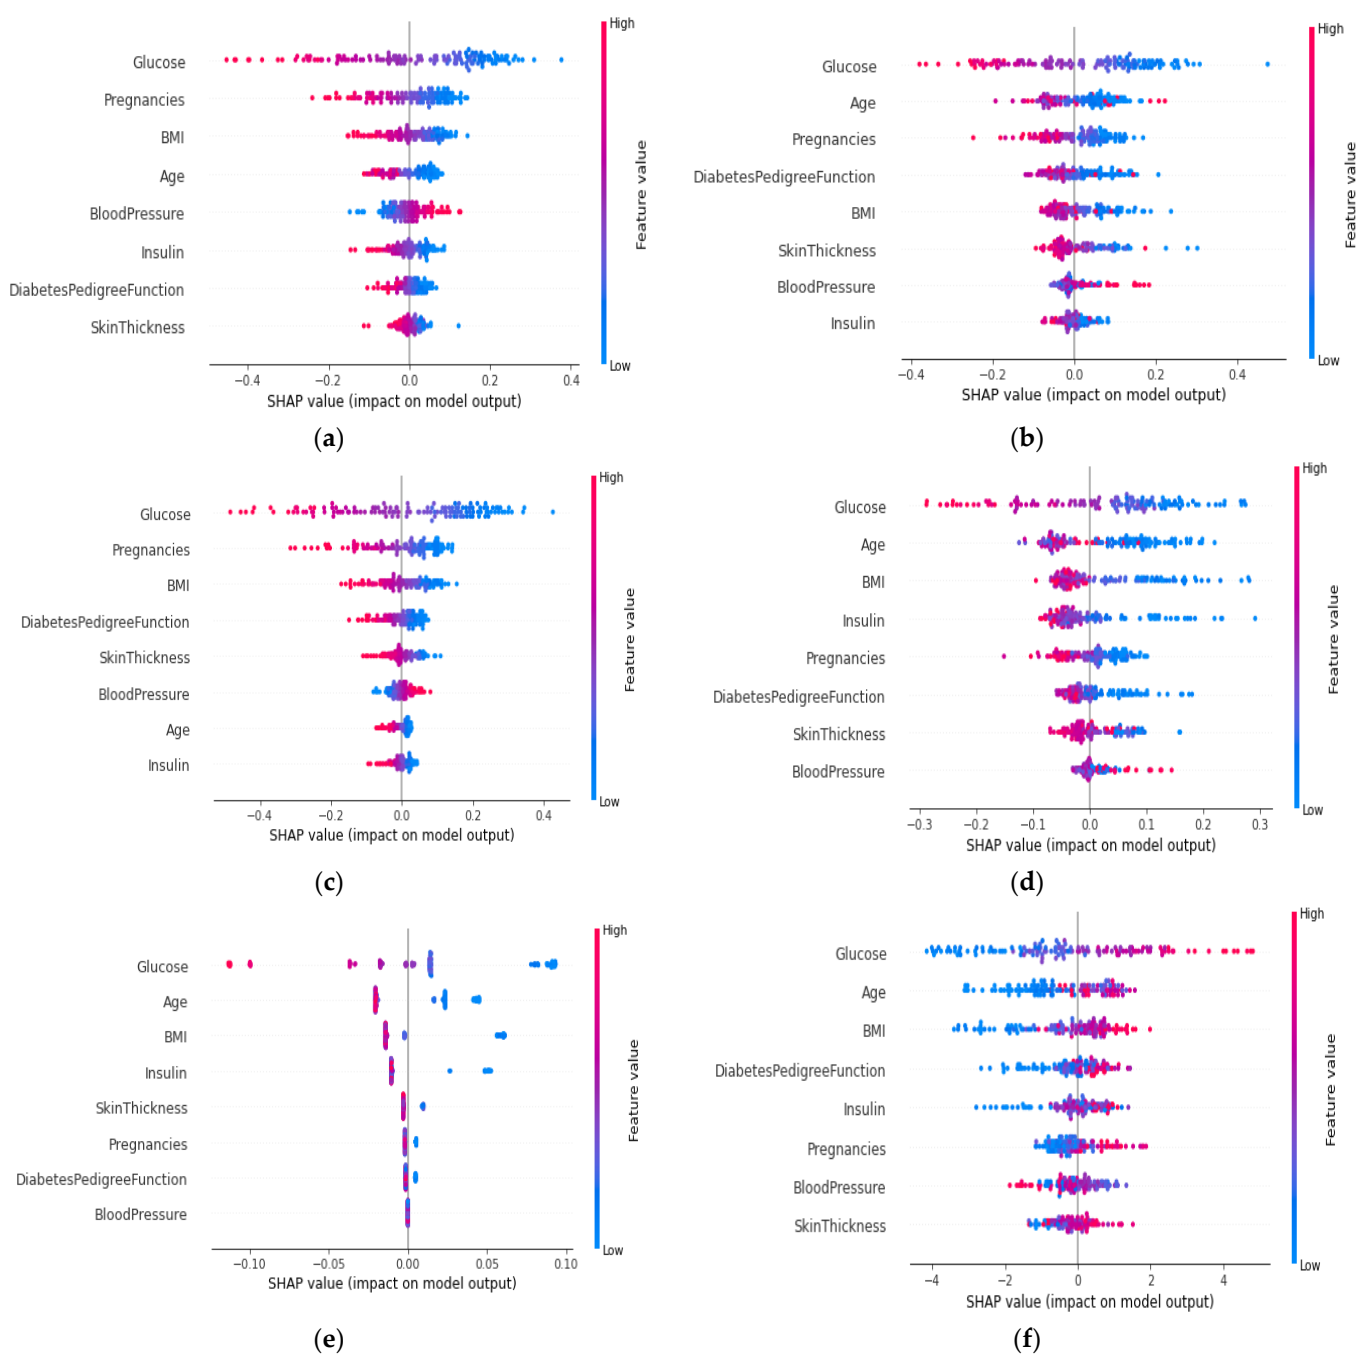 High
Glucose
Pregnancies
BMI
Age
BloodPressure
Insulin
DiabetesPedigreeFunction
SkinThickness
Feature value
Low
−0.4 −0.2 0.0 0.2 0.4
SHAP value (impact on model output)
(a)
High
Glucose
Age
Pregnancies
DiabetesPedigreeFunction
BMI
SkinThickness
BloodPressure
Insulin
Feature value
Low
−0.4 −0.2 0.0 0.2 0.4
SHAP value (impact on model output)
(b)
High
Glucose
Pregnancies
BMI
DiabetesPedigreeFunction
SkinThickness
BloodPressure
Age
Insulin
Feature value
Low
−0.4 −0.2 0.0 0.2 0.4
SHAP value (impact on model output)
(c)
High
Glucose
Age
BMI
Insulin
Pregnancies
DiabetesPedigreeFunction
SkinThickness
BloodPressure
Feature value
Low
−0.3 −0.2 −0.1 0.0 0.1 0.2 0.3
SHAP value (impact on model output)
(d)
High
Glucose
Age
BMI
Insulin
SkinThickness
Pregnancies
DiabetesPedigreeFunction
BloodPressure
Feature value
Low
−0.10 −0.05 0.00 0.05 0.10
SHAP value (impact on model output)
(e)
High
Glucose
Age
BMI
DiabetesPedigreeFunction
Insulin
Pregnancies
BloodPressure
SkinThickness
Feature value
Low
−4 −2 0 2 4
SHAP value (impact on model output)
(f)